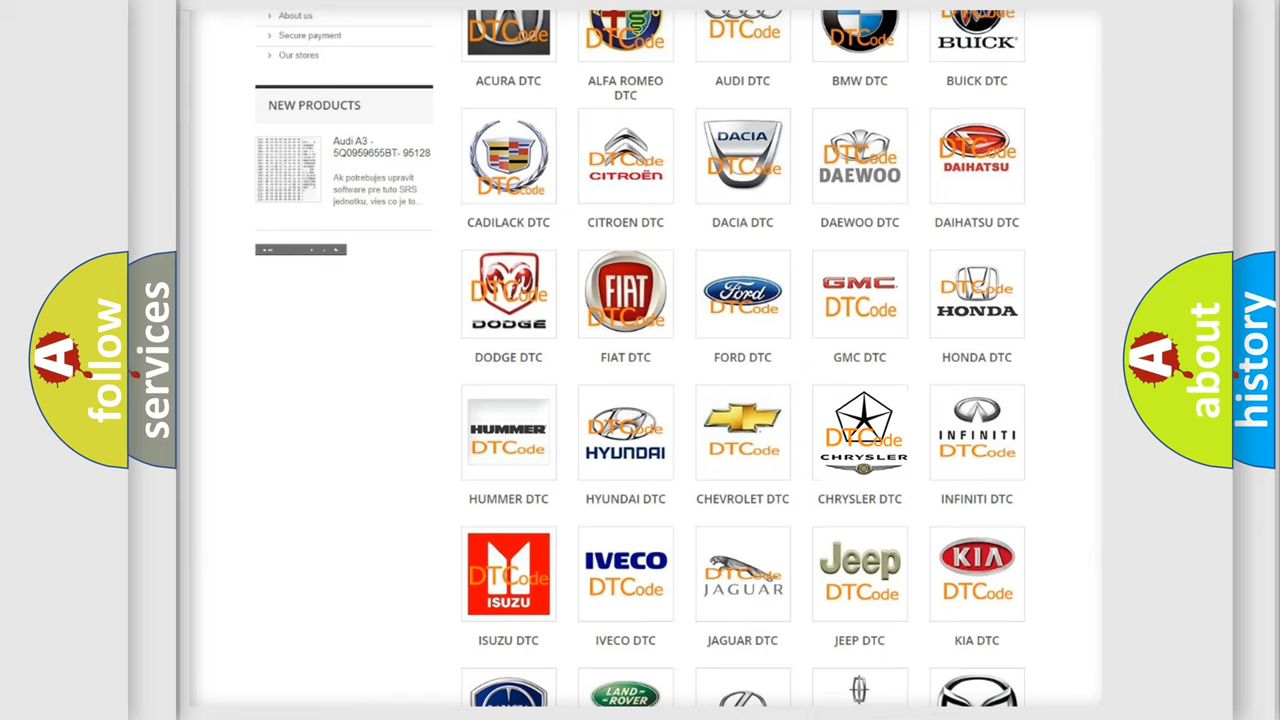 About us
Secure payment
Our stores
NEW PRODUCTS
Audi A3 -
5Q0959655BT- 95128
Ak potrebujes upravit
software pre tuto SRS
jednotku, vies co je to...
DTCode
DTCode
DTCode
DTCode
BUICK
ACURA DTC
ALFA ROMEO
DTC
AUDI DTC
BMW DTC
BUICK DTC
DTCode
DTCode
CITROËN
DACIA
DTCode
DTCode
DAEWOO
DTCode
DAIHATSU
CADILACK DTC
CITROEN DTC
DACIA DTC
DAEWOO DTC
DAIHATSU DTC
DTCode
DODGE
FIAT
DTCode
Ford
DTCode
GMC
DTCode
DTCode
HONDA
DODGE DTC
FIAT DTC
FORD DTC
GMC DTC
HONDA DTC
HUMMER
DTCode
DTCode
HYUNDAI
DTCode
DTCode
CHRYSLER
INFINITI
DTCode
HUMMER DTC
HYUNDAI DTC
CHEVROLET DTC
CHRYSLER DTC
INFINITI DTC
DTCode
ISUZU
IVECO
DTCode
DTCode
JAGUAR
Jeep
DTCode
KIA
DTCode
ISUZU DTC
IVECO DTC
JAGUAR DTC
JEEP DTC
KIA DTC
LAND-
ROVER
A
follow
services
A
about
history